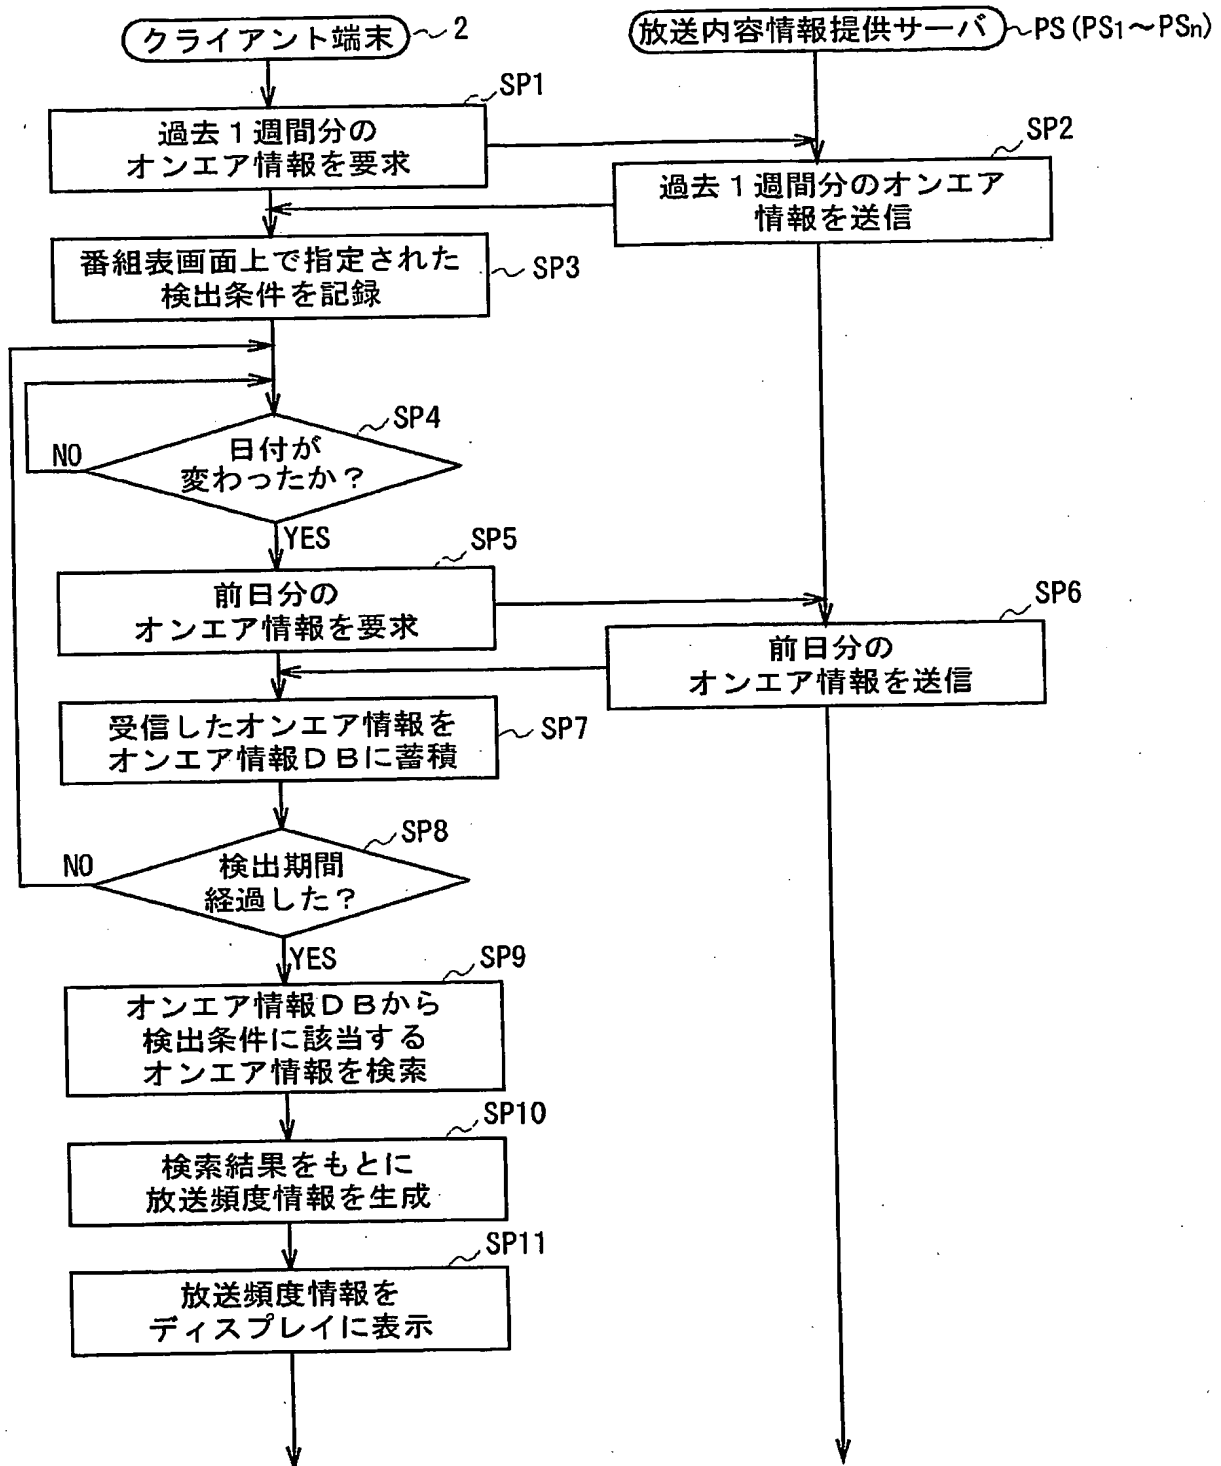 クライアント端末
2
放送内容情報提供サーバ
PS(PS1~PSn)
SP1
過去1週間分の
オンエア情報を要求
SP2
過去1週間分のオンエア
情報を送信
番組表画面上で指定された
検出条件を記録
SP3
SP4
日付が
変わったか?
NO
YES
SP5
前日分の
オンエア情報を要求
SP6
前日分の
オンエア情報を送信
受信したオンエア情報を
オンエア情報DBに蓄積
SP7
SP8
検出期間
経過した?
NO
YES
SP9
オンエア情報DBから
検出条件に該当する
オンエア情報を検索
SP10
検索結果をもとに
放送頻度情報を生成
SP11
放送頻度情報を
ディスプレイに表示